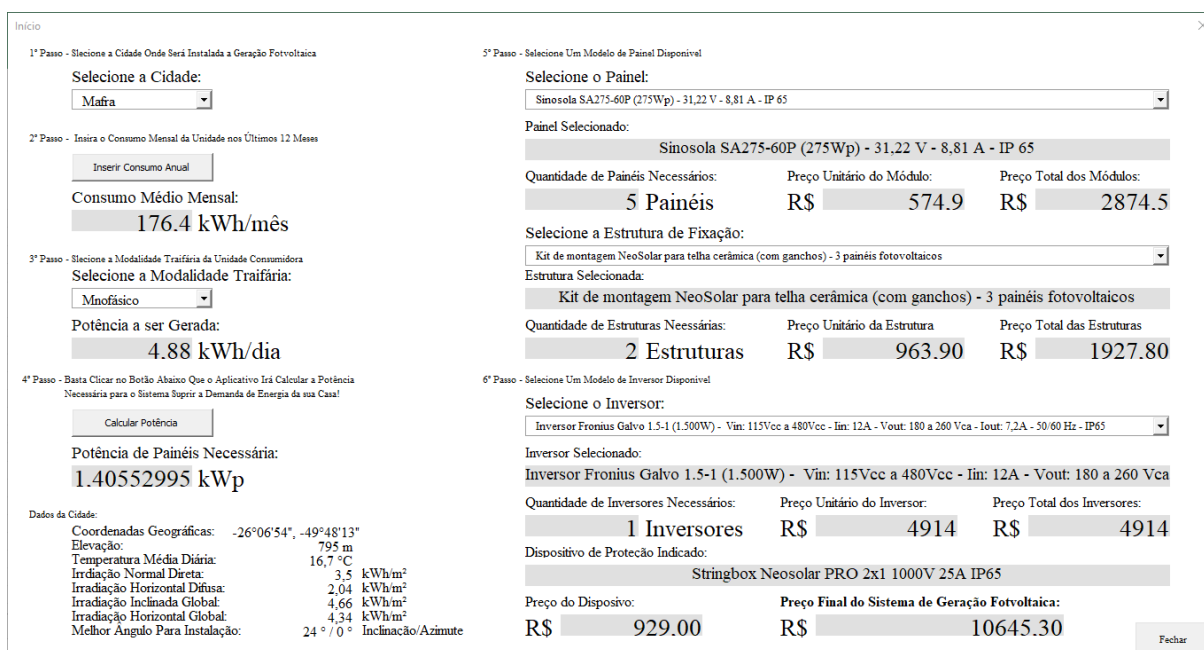 Início
1° Passo - Slecione a Cidade Onde Será Instalada a Geração Fotvoltaica
Selecione a Cidade:
Mafra
2° Passo - Insira o Consumo Mensal da Unidade nos Últimos 12 Meses
Inserir Consumo Anual
Consumo Médio Mensal:
176.4 kWh/mês
3° Passo - Slecione a Modalidade Traifária da Unidade Consumidora
Selecione a Modalidade Traifária:
Mnofásico
Potência a ser Gerada:
4.88 kWh/dia
4° Passo - Basta Clicar no Botão Abaixo Que o Aplicativo Irá Calcular a Potência
Necessária para o Sistema Suprir a Demanda de Energia da sua Casa!
Calcular Potência
Potência de Painéis Necessária:
1.40552995 kWp
Dados da Cidade:
Coordenadas Geográficas: -26°06'54", -49°48'13"
Elevação: 795 m
Temperatura Média Diária: 16,7 °C
Irrdiação Normal Direta: 3,5 kWh/m²
Irradiação Horizontal Difusa: 2,04 kWh/m²
Irradiação Inclinada Global: 4,66 kWh/m²
Irradiação Horizontal Global: 4,34 kWh/m²
Melhor Ângulo Para Instalação: 24 ° / 0 ° Inclinação/Azimute
5° Passo - Selecione Um Modelo de Painel Disponivel
Selecione o Painel:
Sinosola SA275-60P (275Wp) - 31,22 V - 8,81 A - IP 65
Painel Selecionado:
Sinosola SA275-60P (275Wp) - 31,22 V - 8,81 A - IP 65
Quantidade de Painéis Necessários: Preço Unitário do Módulo: Preço Total dos Módulos:
5 Painéis R$ 574.9 R$ 2874.5
Selecione a Estrutura de Fixação:
Kit de montagem NeoSolar para telha cerâmica (com ganchos) - 3 painéis fotovoltaicos
Estrutura Selecionada:
Kit de montagem NeoSolar para telha cerâmica (com ganchos) - 3 painéis fotovoltaicos
Quantidade de Estruturas Neessárias: Preço Unitário da Estrutura Preço Total das Estruturas
2 Estruturas R$ 963.90 R$ 1927.80
6° Passo - Selecione Um Modelo de Inversor Disponivel
Selecione o Inversor:
Inversor Fronius Galvo 1.5-1 (1.500W) - Vin: 115Vcc a 480Vcc - Iin: 12A - Vout: 180 a 260 Vca - Iout: 7,2A - 50/60 Hz - IP65
Inversor Selecionado:
Inversor Fronius Galvo 1.5-1 (1.500W) - Vin: 115Vcc a 480Vcc - Iin: 12A - Vout: 180 a 260 Vca
Quantidade de Inversores Necessários: Preço Unitário do Inversor: Preço Total dos Inversores:
1 Inversores R$ 4914 R$ 4914
Dispositivo de Proteção Indicado:
Stringbox Neosolar PRO 2x1 1000V 25A IP65
Preço do Disposivo: Preço Final do Sistema de Geração Fotvoltaica:
R$ 929.00 R$ 10645.30
Fechar